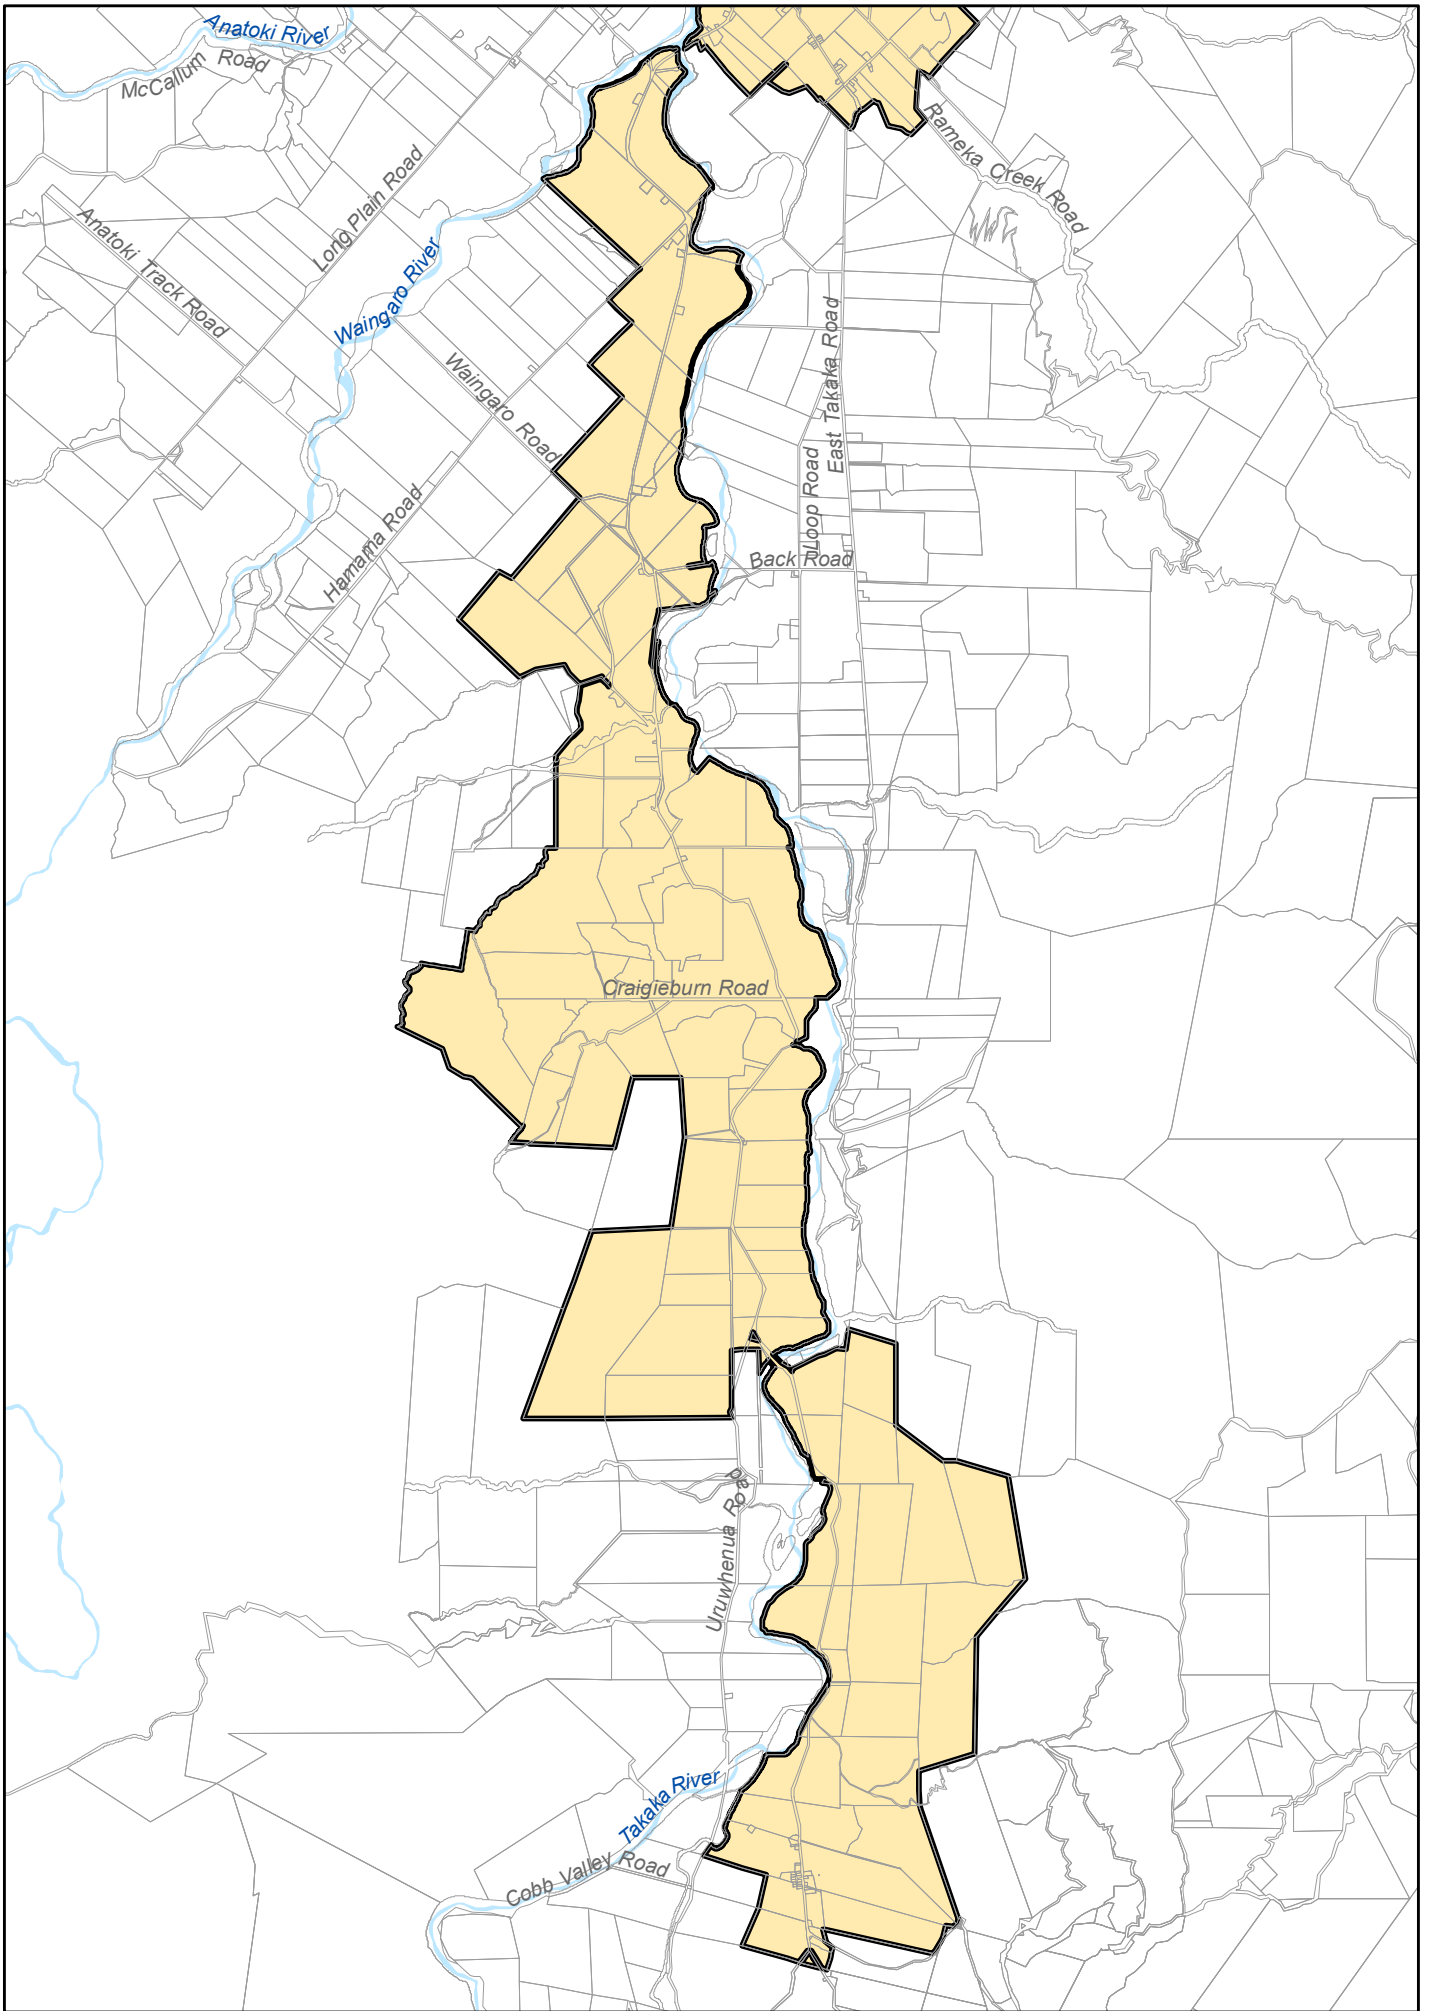 Anatoki River
McCallum Road
Rameka Creek Road
Long Plain Road
Anatoki Track Road
Waingaro River
Waingaro Road
East Takaka Road
Loop Road
Hamama Road
Back Road
Craigieburn Road
Uruwhenua Road
Takaka River
Cobb Valley Road